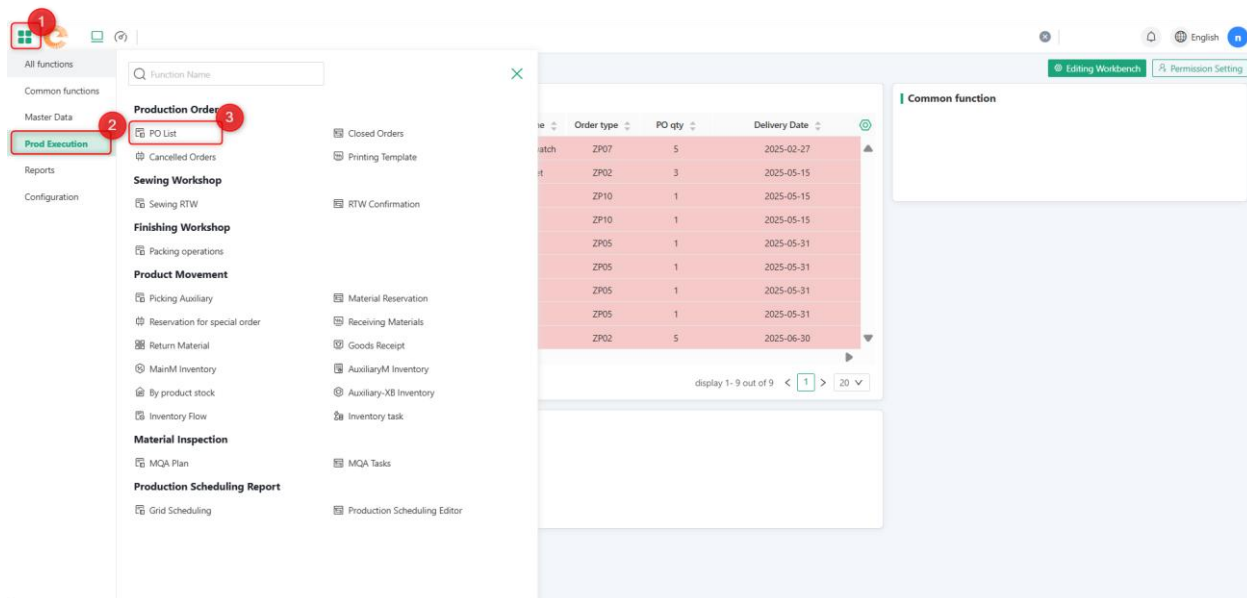 1
English
n
All functions
Common functions
Master Data
2
Prod Execution
Reports
Configuration
Function Name
Production Order
3
PO List
Closed Orders
Cancelled Orders
Printing Template
Sewing Workshop
Sewing RTW
RTW Confirmation
Finishing Workshop
Packing operations
Product Movement
Picking Auxiliary
Material Reservation
Reservation for special order
Receiving Materials
Return Material
Goods Receipt
MainM Inventory
AuxiliaryM Inventory
By product stock
Auxiliary-XB Inventory
Inventory Flow
Inventory task
Material Inspection
MQA Plan
MQA Tasks
Production Scheduling Report
Grid Scheduling
Production Scheduling Editor
Editing Workbench
Permission Setting
Order type PO qty Delivery Date
ZP07 5 2025-02-27
ZP02 3 2025-05-15
ZP10 1 2025-05-15
ZP10 1 2025-05-15
ZP05 1 2025-05-31
ZP05 1 2025-05-31
ZP05 1 2025-05-31
ZP05 1 2025-05-31
ZP02 5 2025-06-30
display 1- 9 out of 9 < 1 > 20
Common function